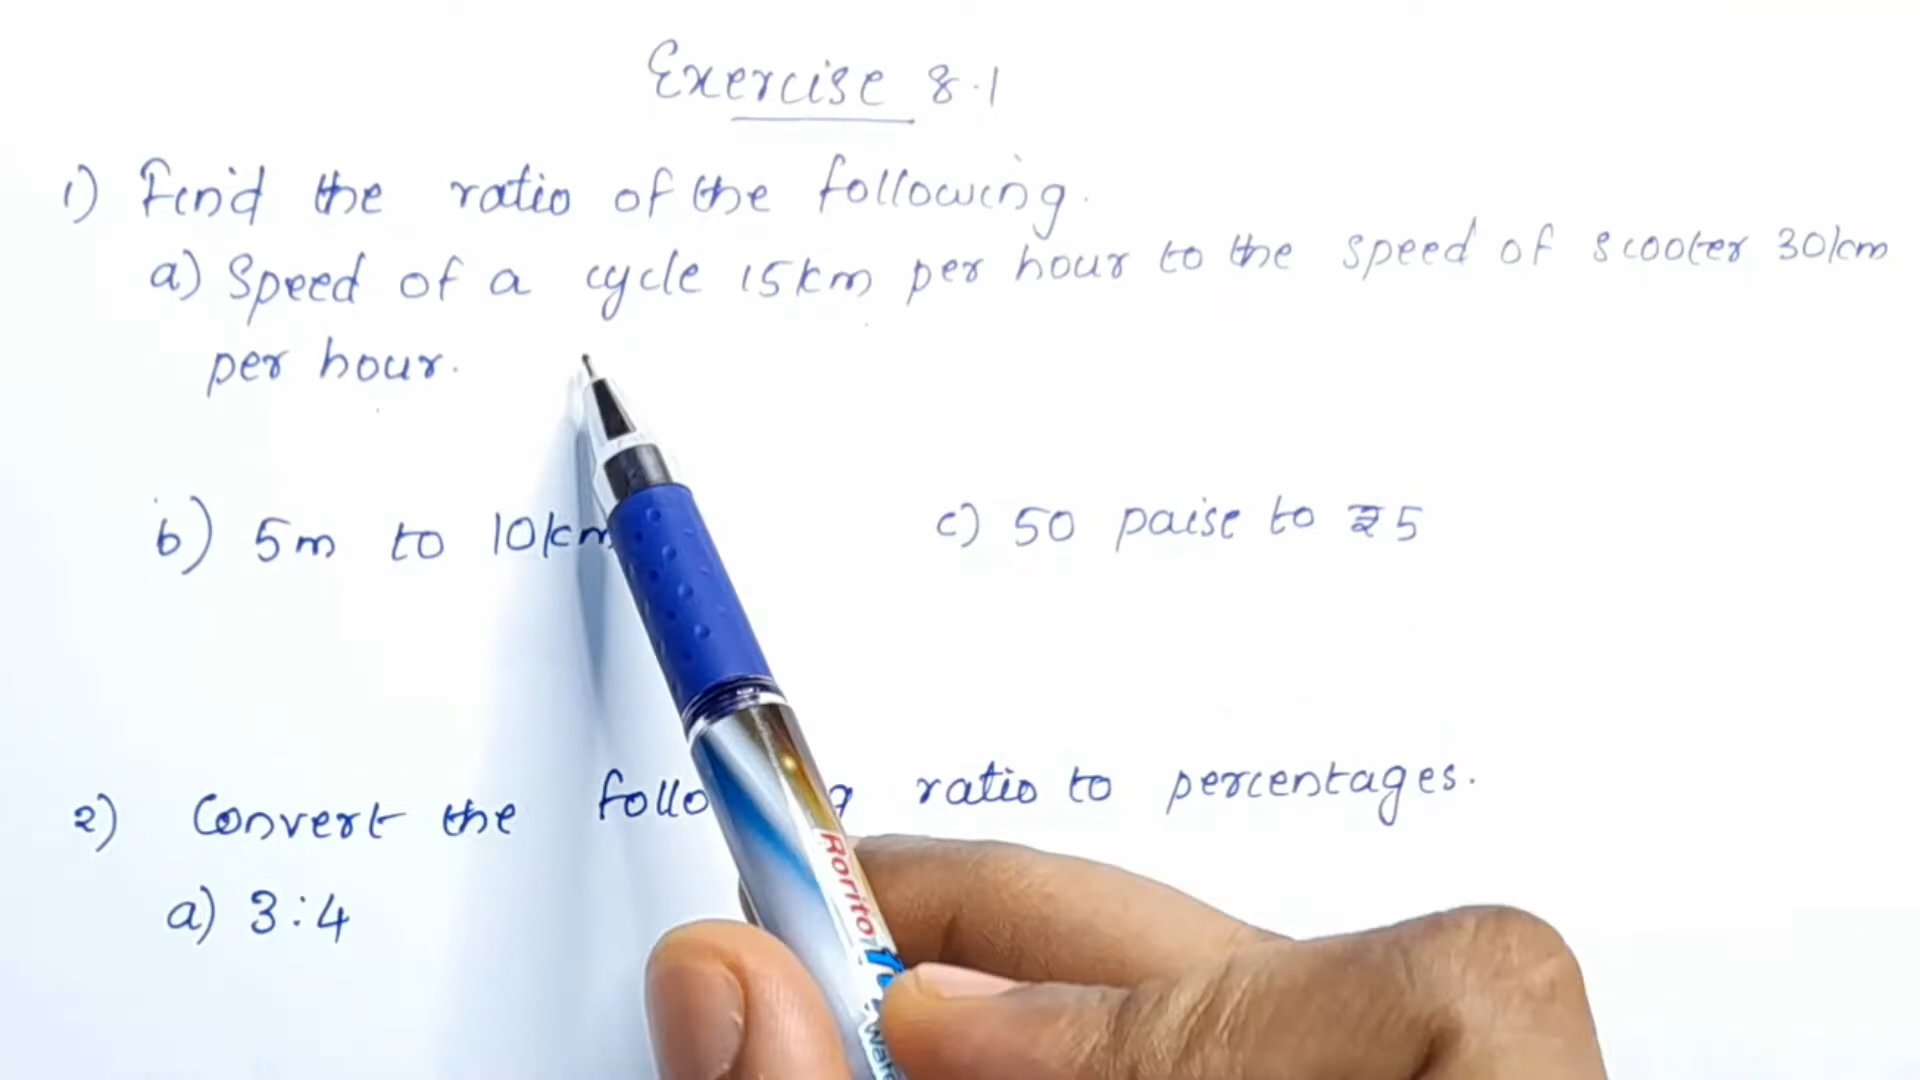 Exercise 8.1
1) Find the ratio of the following.
a) Speed of a cycle 15km per hour to the speed of scooter 30km
per hour.
b) 5m to 10km
c) 50 paise to ₹5
2) Convert the ratio to percentages.
a) 3:4
Rorito